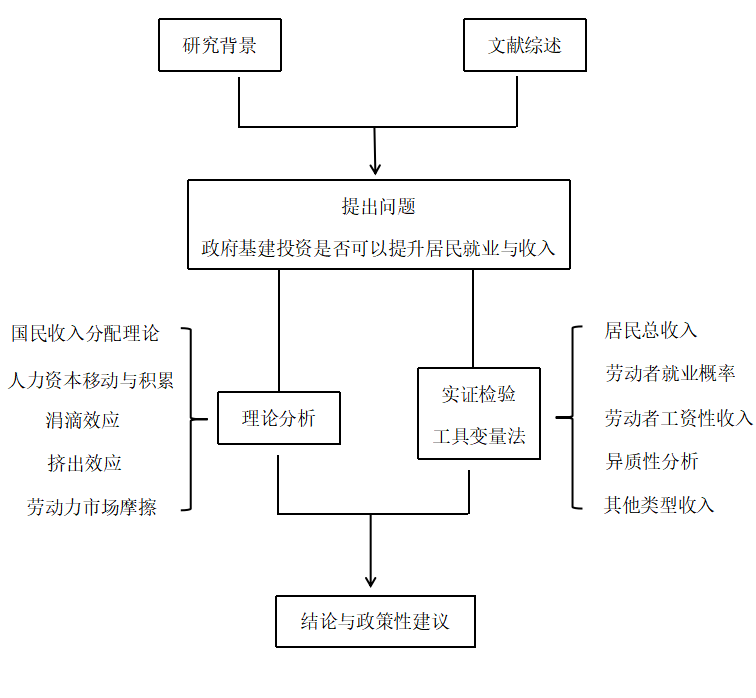 研究背景
文献综述
提出问题
政府基建投资是否可以提升居民就业与收入
国民收入分配理论
人力资本移动与积累
涓滴效应
挤出效应
劳动力市场摩擦
理论分析
实证检验
工具变量法
居民总收入
劳动者就业概率
劳动者工资性收入
异质性分析
其他类型收入
结论与政策性建议